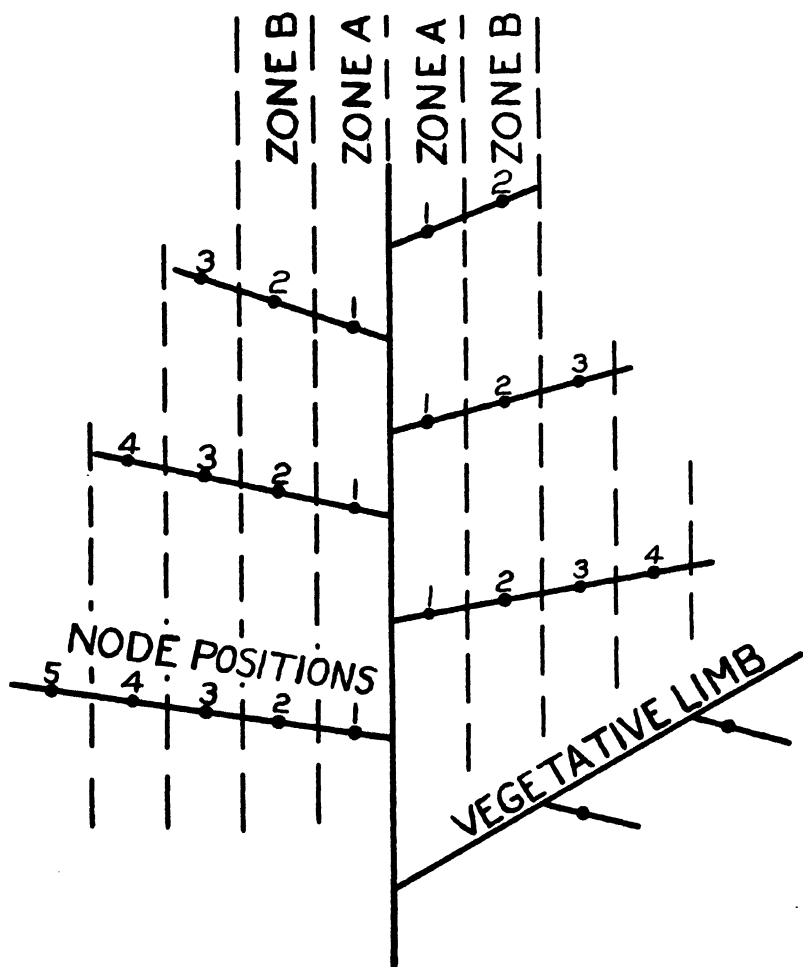 ZONE B
ZONE A
ZONE A
ZONE B
1 2
3 2 1
1 2 3
4 3 2 1
1 2 3 4
NODE POSITIONS
5 4 3 2 1
VEGETATIVE LIMB